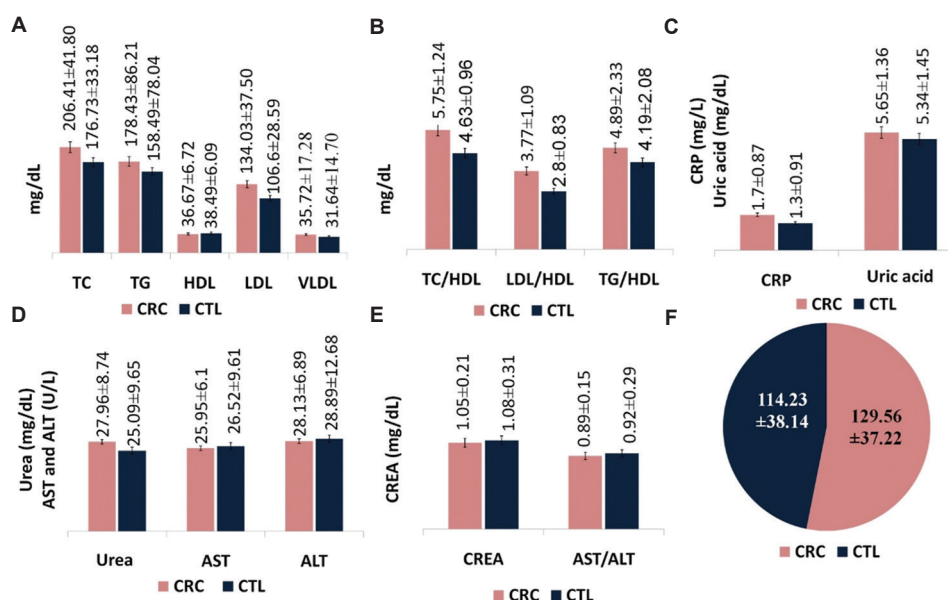 A
mg/dL
206.41±41.80
176.73±33.18
178.43±86.21
158.49±78.04
36.67±6.72
38.49±6.09
134.03±37.50
106.6±28.59
35.72±17.28
31.64±14.70
TC TG HDL LDL VLDL
CRC CTL
B
mg/dL
5.75±1.24
4.63±0.96
3.77±1.09
2.8±0.83
4.89±2.33
4.19±2.08
TC/HDL LDL/HDL TG/HDL
CRC CTL
C
CRP (mg/L)
Uric acid (mg/dL)
1.7±0.87
1.3±0.91
5.65±1.36
5.34±1.45
CRP Uric acid
CRC CTL
D
Urea (mg/dL)
AST and ALT (U/L)
27.96±8.74
25.09±9.65
25.95±6.1
26.52±9.61
28.13±6.89
28.89±12.68
Urea AST ALT
CRC CTL
E
CREA (mg/dL)
1.05±0.21
1.08±0.31
0.89±0.15
0.92±0.29
CREA AST/ALT
CRC CTL
F
114.23
±38.14
129.56
±37.22
CRC CTL